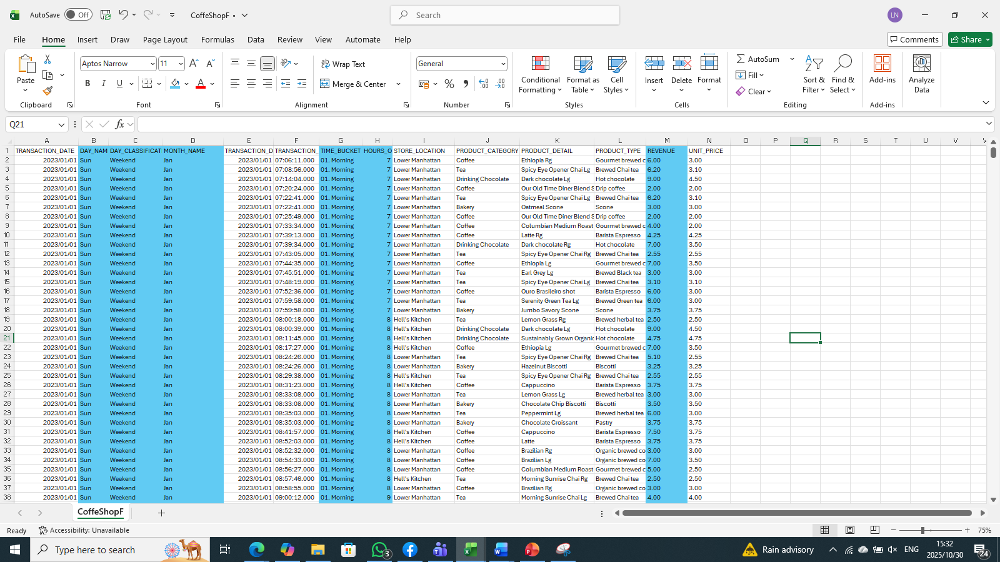 AutoSave Off CoffeShopF • Search LN
File Home Insert Draw Page Layout Formulas Data Review View Automate Help Comments Share
Paste Aptos Narrow 11 Wrap Text General Conditional Formatting Format as Table Cell Styles Insert Delete Format AutoSum Fill Clear Sort & Filter Find & Select Add-ins Analyze Data
B I U A Merge & Center % 9
Clipboard Font Alignment Number Styles Cells Editing Add-ins
Q21 fx
A B C D E F G H I J K L M N O P Q R S T U V
1 TRANSACTION_DATE DAY_NAM DAY_CLASSIFICAT MONTH_NAME TRANSACTION_D TRANSACTION_ TIME_BUCKET HOURS_O STORE_LOCATION PRODUCT_CATEGORY PRODUCT_DETAIL PRODUCT_TYPE REVENUE UNIT_PRICE
2 2023/01/01 Sun Weekend Jan 2023/01/01 07:06:11.000 01. Morning 7 Lower Manhattan Coffee Ethiopia Rg Gourmet brewed c 6.00 3.00
3 2023/01/01 Sun Weekend Jan 2023/01/01 07:08:56.000 01. Morning 7 Lower Manhattan Tea Spicy Eye Opener Chai Lg Brewed Chai tea 6.20 3.10
4 2023/01/01 Sun Weekend Jan 2023/01/01 07:14:04.000 01. Morning 7 Lower Manhattan Drinking Chocolate Dark chocolate Lg Hot chocolate 9.00 4.50
5 2023/01/01 Sun Weekend Jan 2023/01/01 07:20:24.000 01. Morning 7 Lower Manhattan Coffee Our Old Time Diner Blend S Drip coffee 2.00 2.00
6 2023/01/01 Sun Weekend Jan 2023/01/01 07:22:41.000 01. Morning 7 Lower Manhattan Tea Spicy Eye Opener Chai Lg Brewed Chai tea 6.20 3.10
7 2023/01/01 Sun Weekend Jan 2023/01/01 07:22:41.000 01. Morning 7 Lower Manhattan Bakery Oatmeal Scone Scone 3.00 3.00
8 2023/01/01 Sun Weekend Jan 2023/01/01 07:25:49.000 01. Morning 7 Lower Manhattan Coffee Our Old Time Diner Blend S Drip coffee 2.00 2.00
9 2023/01/01 Sun Weekend Jan 2023/01/01 07:33:34.000 01. Morning 7 Lower Manhattan Coffee Columbian Medium Roast Gourmet brewed c 4.00 2.00
10 2023/01/01 Sun Weekend Jan 2023/01/01 07:39:13.000 01. Morning 7 Lower Manhattan Coffee Latte Rg Barista Espresso 4.25 4.25
11 2023/01/01 Sun Weekend Jan 2023/01/01 07:39:34.000 01. Morning 7 Lower Manhattan Drinking Chocolate Dark chocolate Rg Hot chocolate 7.00 3.50
12 2023/01/01 Sun Weekend Jan 2023/01/01 07:43:05.000 01. Morning 7 Lower Manhattan Tea Spicy Eye Opener Chai Rg Brewed Chai tea 2.55 2.55
13 2023/01/01 Sun Weekend Jan 2023/01/01 07:44:35.000 01. Morning 7 Lower Manhattan Coffee Ethiopia Lg Gourmet brewed c 7.00 3.50
14 2023/01/01 Sun Weekend Jan 2023/01/01 07:45:51.000 01. Morning 7 Lower Manhattan Tea Earl Grey Lg Brewed Black tea 3.00 3.00
15 2023/01/01 Sun Weekend Jan 2023/01/01 07:48:19.000 01. Morning 7 Lower Manhattan Tea Spicy Eye Opener Chai Lg Brewed Chai tea 3.10 3.10
16 2023/01/01 Sun Weekend Jan 2023/01/01 07:52:36.000 01. Morning 7 Lower Manhattan Coffee Ouro Brasileiro shot Barista Espresso 6.00 3.00
17 2023/01/01 Sun Weekend Jan 2023/01/01 07:59:58.000 01. Morning 7 Lower Manhattan Tea Serenity Green Tea Lg Brewed Green tea 6.00 3.00
18 2023/01/01 Sun Weekend Jan 2023/01/01 07:59:58.000 01. Morning 7 Lower Manhattan Bakery Jumbo Savory Scone Scone 3.75 3.75
19 2023/01/01 Sun Weekend Jan 2023/01/01 08:00:18.000 01. Morning 8 Hell's Kitchen Tea Lemon Grass Rg Brewed herbal tea 2.50 2.50
20 2023/01/01 Sun Weekend Jan 2023/01/01 08:00:39.000 01. Morning 8 Hell's Kitchen Drinking Chocolate Dark chocolate Lg Hot chocolate 9.00 4.50
21 2023/01/01 Sun Weekend Jan 2023/01/01 08:11:45.000 01. Morning 8 Hell's Kitchen Drinking Chocolate Sustainably Grown Organic Hot chocolate 4.75 4.75
22 2023/01/01 Sun Weekend Jan 2023/01/01 08:17:27.000 01. Morning 8 Hell's Kitchen Coffee Ethiopia Lg Gourmet brewed c 7.00 3.50
23 2023/01/01 Sun Weekend Jan 2023/01/01 08:24:26.000 01. Morning 8 Lower Manhattan Tea Spicy Eye Opener Chai Rg Brewed Chai tea 5.10 2.55
24 2023/01/01 Sun Weekend Jan 2023/01/01 08:24:26.000 01. Morning 8 Lower Manhattan Bakery Hazelnut Biscotti Biscotti 3.25 3.25
25 2023/01/01 Sun Weekend Jan 2023/01/01 08:29:38.000 01. Morning 8 Hell's Kitchen Tea Spicy Eye Opener Chai Rg Brewed Chai tea 2.55 2.55
26 2023/01/01 Sun Weekend Jan 2023/01/01 08:31:23.000 01. Morning 8 Hell's Kitchen Coffee Cappuccino Barista Espresso 3.75 3.75
27 2023/01/01 Sun Weekend Jan 2023/01/01 08:33:08.000 01. Morning 8 Lower Manhattan Tea Lemon Grass Lg Brewed herbal tea 3.00 3.00
28 2023/01/01 Sun Weekend Jan 2023/01/01 08:33:08.000 01. Morning 8 Lower Manhattan Bakery Chocolate Chip Biscotti Biscotti 3.50 3.50
29 2023/01/01 Sun Weekend Jan 2023/01/01 08:35:03.000 01. Morning 8 Lower Manhattan Tea Peppermint Lg Brewed herbal tea 6.00 3.00
30 2023/01/01 Sun Weekend Jan 2023/01/01 08:35:03.000 01. Morning 8 Lower Manhattan Bakery Chocolate Croissant Pastry 3.75 3.75
31 2023/01/01 Sun Weekend Jan 2023/01/01 08:41:57.000 01. Morning 8 Hell's Kitchen Coffee Cappuccino Barista Espresso 7.50 3.75
32 2023/01/01 Sun Weekend Jan 2023/01/01 08:52:03.000 01. Morning 8 Hell's Kitchen Coffee Latte Barista Espresso 3.75 3.75
33 2023/01/01 Sun Weekend Jan 2023/01/01 08:52:32.000 01. Morning 8 Lower Manhattan Coffee Brazilian Rg Organic brewed co 3.00 3.00
34 2023/01/01 Sun Weekend Jan 2023/01/01 08:54:33.000 01. Morning 8 Lower Manhattan Coffee Brazilian Lg Organic brewed co 7.00 3.50
35 2023/01/01 Sun Weekend Jan 2023/01/01 08:56:27.000 01. Morning 8 Lower Manhattan Coffee Columbian Medium Roast Gourmet brewed c 5.00 2.50
36 2023/01/01 Sun Weekend Jan 2023/01/01 08:57:46.000 01. Morning 8 Hell's Kitchen Tea Morning Sunrise Chai Rg Brewed Chai tea 2.50 2.50
37 2023/01/01 Sun Weekend Jan 2023/01/01 08:58:55.000 01. Morning 8 Lower Manhattan Coffee Brazilian Rg Organic brewed co 3.00 3.00
38 2023/01/01 Sun Weekend Jan 2023/01/01 09:00:12.000 01. Morning 9 Lower Manhattan Tea Morning Sunrise Chai Lg Brewed Chai tea 4.00 4.00
CoffeShopF
Ready Accessibility: Unavailable 75%
Type here to search 3 Rain advisory ENG 15:32
2025/10/30 24